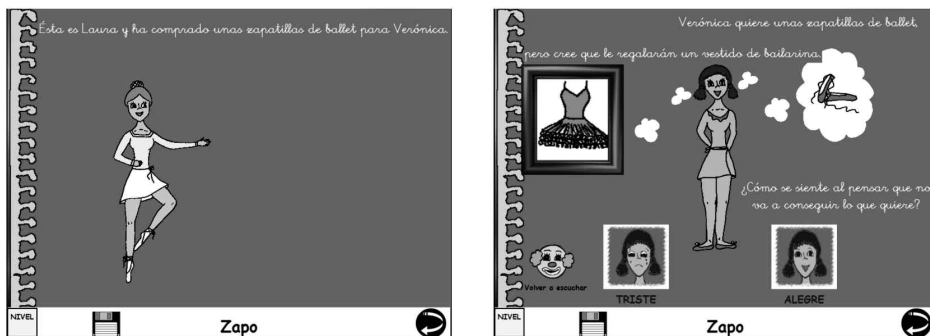 Ésta es Laura y ha comprado unas zapatillas de ballet para Verónica.
NIVEL
Zapo
Verónica quiere unas zapatillas de ballet,
pero cree que le regalarán un vestido de bailarina.
¿Cómo se siente al pensar que no
va a conseguir lo que quiere?
Volver a escuchar
TRISTE
ALEGRE
NIVEL
Zapo